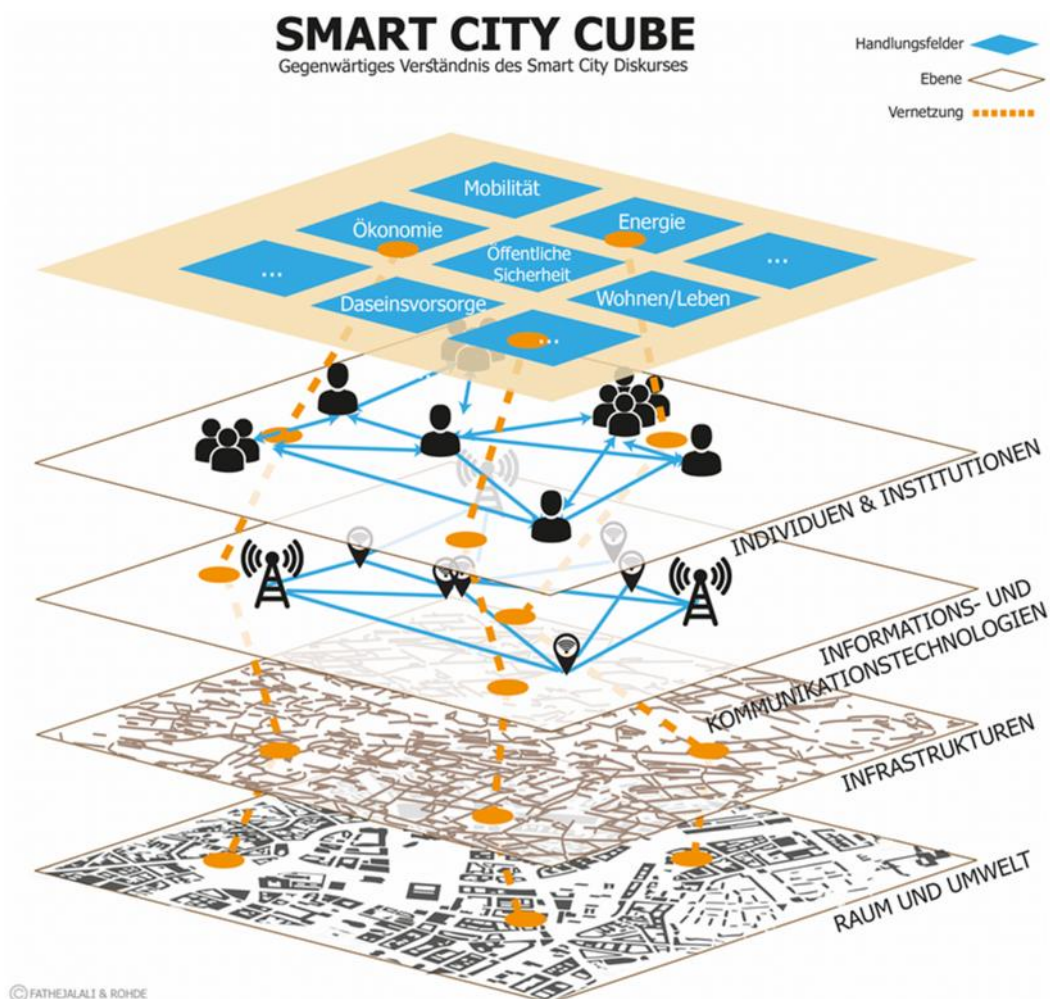 SMART CITY CUBE
Gegenwärtiges Verständnis des Smart City Diskurses
Handlungsfelder
Ebene
Vernetzung
Mobilität
Ökonomie
Energie
...
Öffentliche
Sicherheit
...
Daseinsvorsorge
Wohnen/Leben
...
INDIVIDUEN & INSTITUTIONEN
INFORMATIONS- UND
KOMMUNIKATIONSTECHNOLOGIEN
INFRASTRUKTUREN
RAUM UND UMWELT
© FATHEJALALI & ROHDE